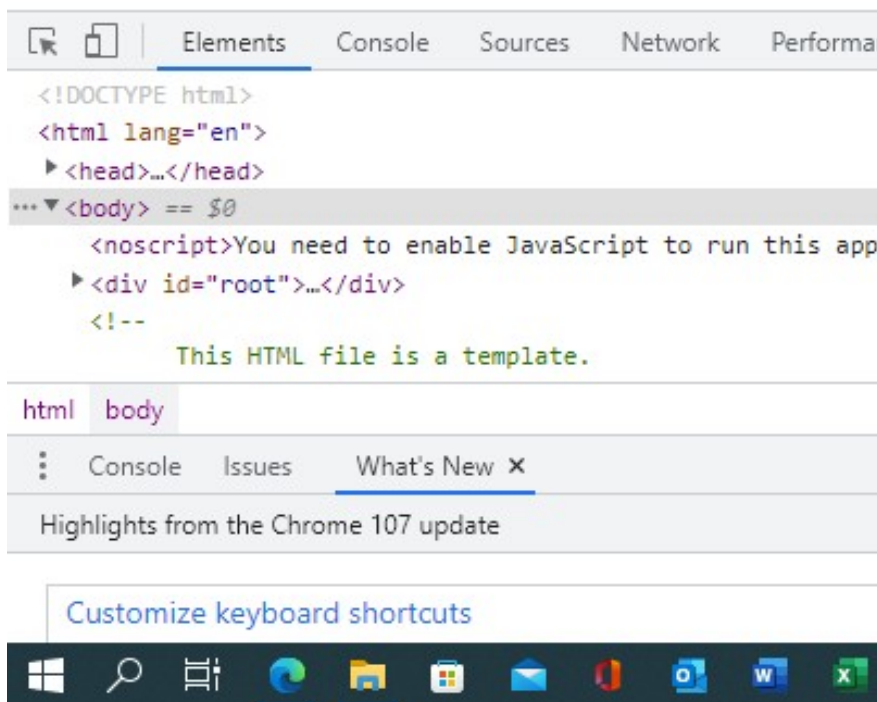 Elements Console Sources Network Performa
<!DOCTYPE html>
<html lang="en">
<head>…</head>
<body> == $0
<noscript>You need to enable JavaScript to run this app
<div id="root">…</div>
<!--
This HTML file is a template.
html body
Console Issues What's New ×
Highlights from the Chrome 107 update
Customize keyboard shortcuts